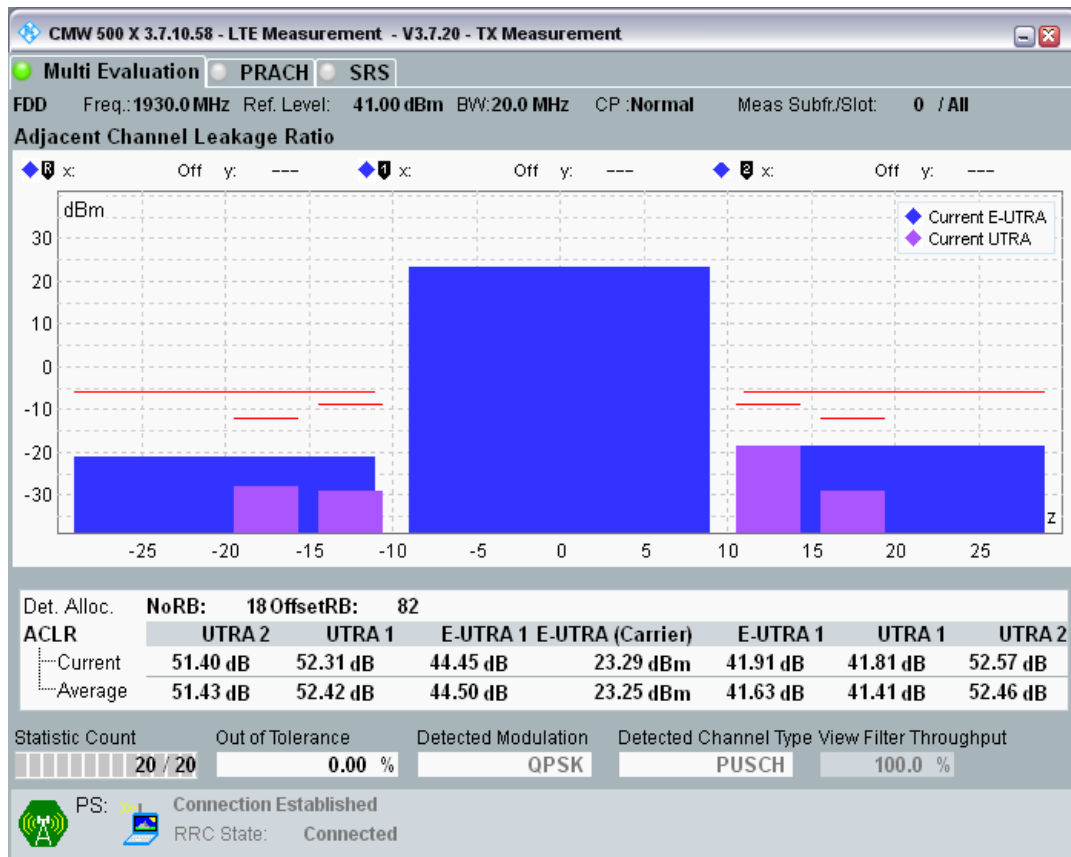 CMW 500 X 3.7.10.58 - LTE Measurement - V3.7.20 - TX Measurement
Multi Evaluation PRACH SRS
FDD Freq.:1930.0 MHz Ref. Level: 41.00 dBm BW:20.0 MHz CP :Normal Meas Subfr./Slot: 0 / All
Adjacent Channel Leakage Ratio
R x: Off y: --- 1 x: Off y: --- 2 x: Off y: ---
dBm
Current E-UTRA
Current UTRA
30
20
10
0
-10
-20
-30
z
-25 -20 -15 -10 -5 0 5 10 15 20 25
Det. Alloc. NoRB: 18 OffsetRB: 82
ACLR UTRA 2 UTRA 1 E-UTRA 1 E-UTRA (Carrier) E-UTRA 1 UTRA 1 UTRA 2
Current 51.40 dB 52.31 dB 44.45 dB 23.29 dBm 41.91 dB 41.81 dB 52.57 dB
Average 51.43 dB 52.42 dB 44.50 dB 23.25 dBm 41.63 dB 41.41 dB 52.46 dB
Statistic Count Out of Tolerance Detected Modulation Detected Channel Type View Filter Throughput
20 / 20 0.00 % QPSK PUSCH 100.0 %
PS: Connection Established
RRC State: Connected